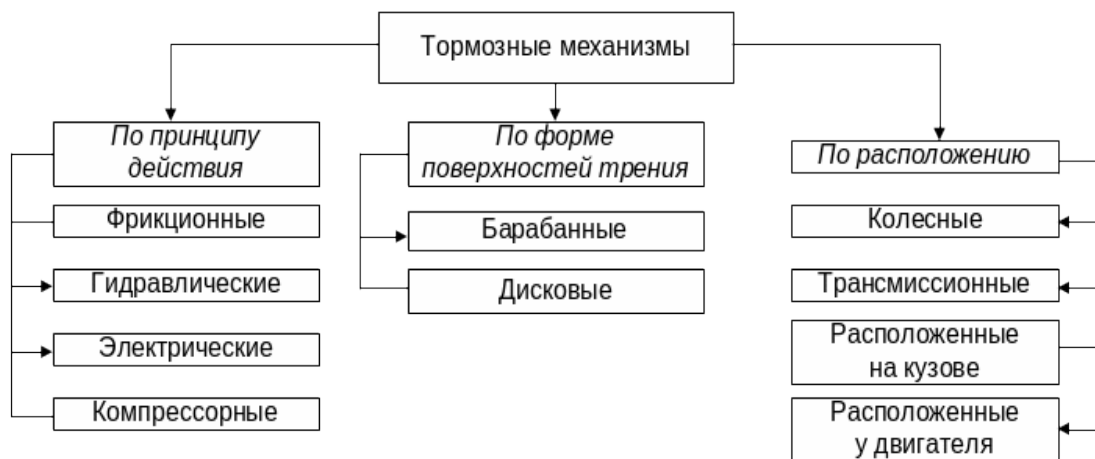 Тормозные механизмы
По принципу
действия
Фрикционные
Гидравлические
Электрические
Компрессорные
По форме
поверхностей трения
Барабанные
Дисковые
По расположению
Колесные
Трансмиссионные
Расположенные
на кузове
Расположенные
у двигателя